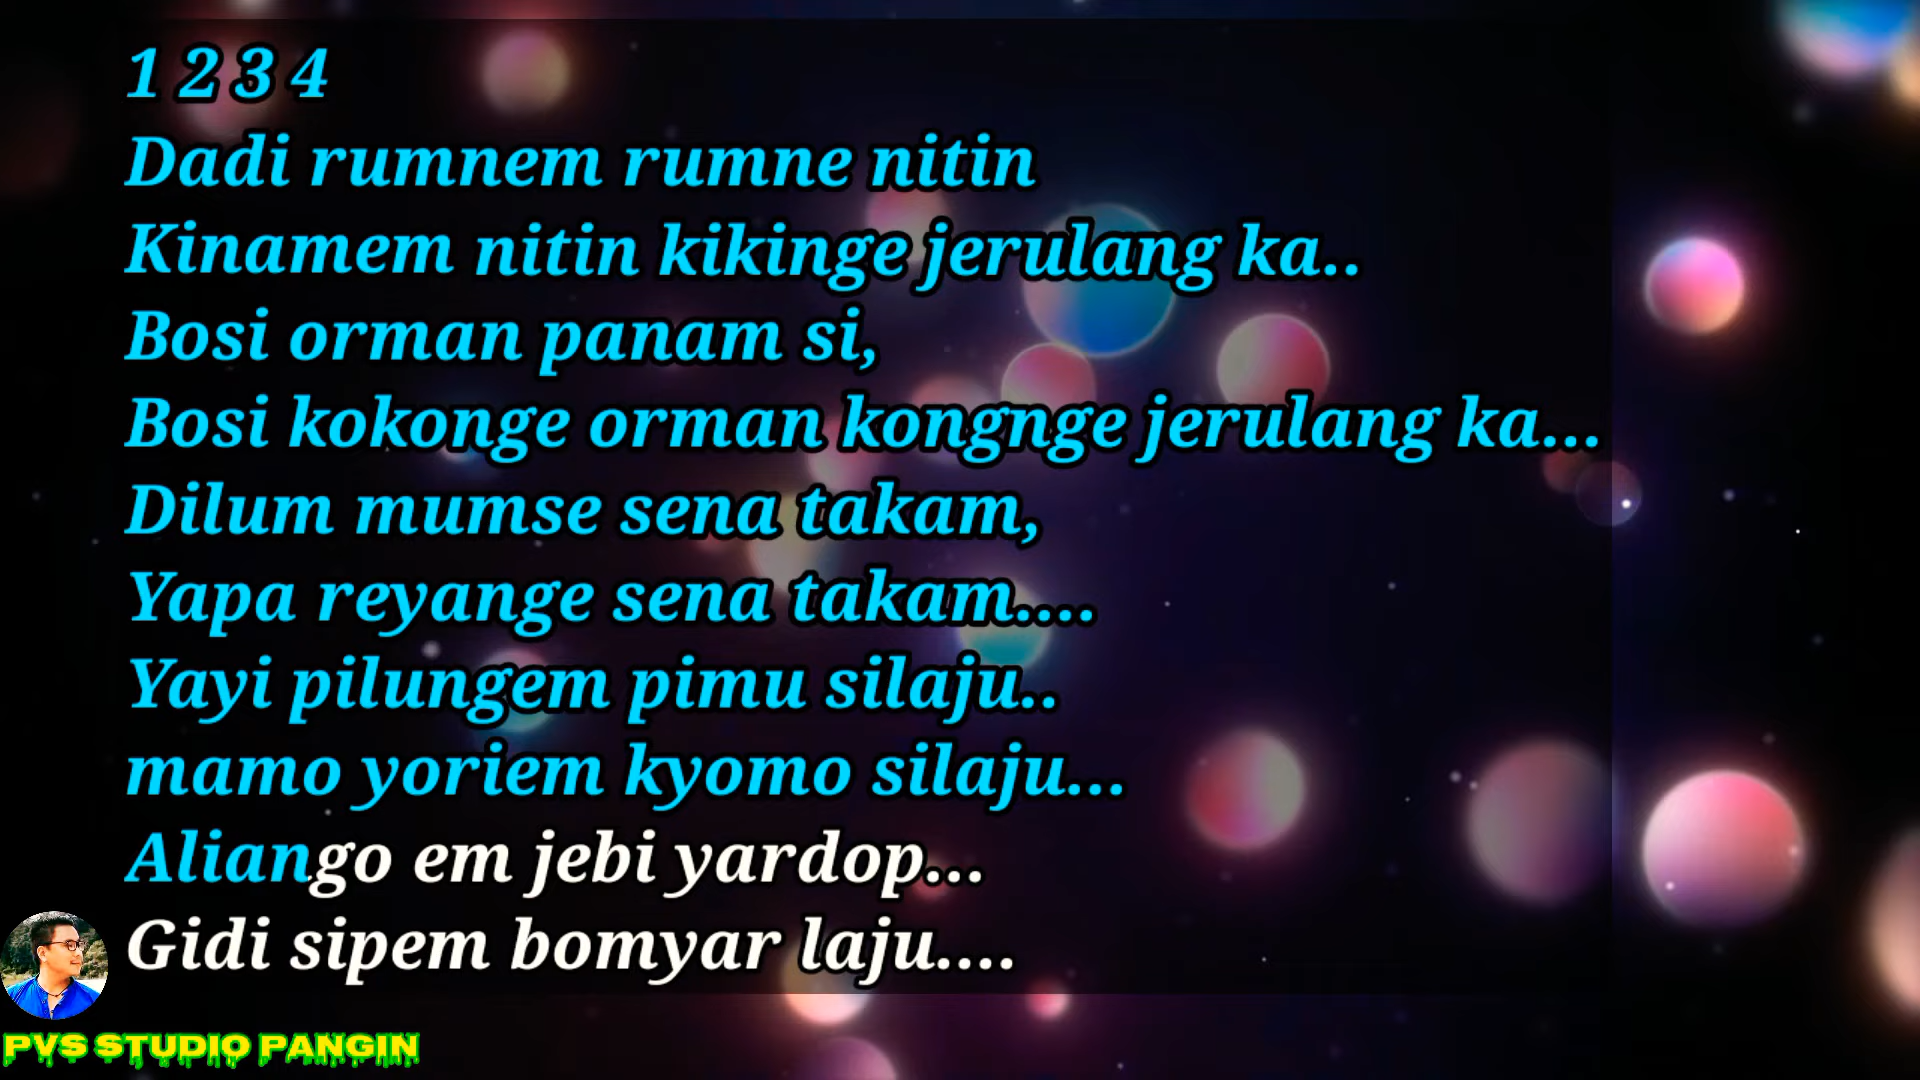 1 2 3 4
Dadi rumnem rumne nitin
Kinamem nitin kikinge jerulang ka..
Bosi orman panam si,
Bosi kokonge orman kongnge jerulang ka...
Dilum mumse sena takam,
Yapa reyange sena takam....
Yayi pilungem pimu silaju..
mamo yoriem kyomo silaju...
Aliango em jebi yardop...
Gidi sipem bomyar laju....
PVS STUDIO PANGIN